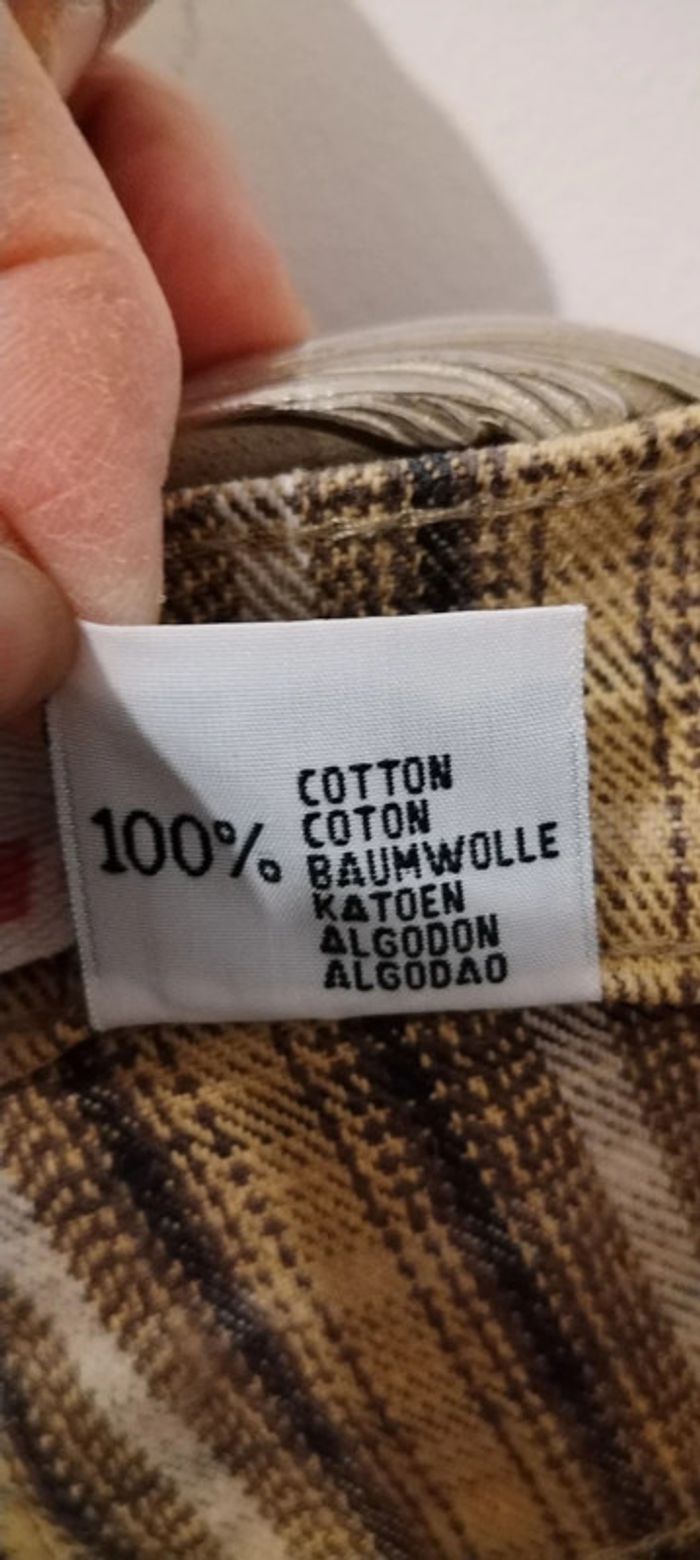 100%
COTTON
COTON
BAUMWOLLE
KATOEN
ALGODON
ALGODAO